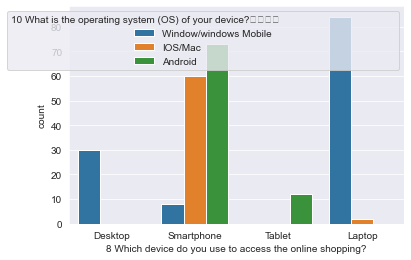 10 What is the operating system (OS) of your device?
Window/windows Mobile
IOS/Mac
Android
80
70
60
50
40
30
20
10
0
count
Desktop Smartphone Tablet Laptop
8 Which device do you use to access the online shopping?